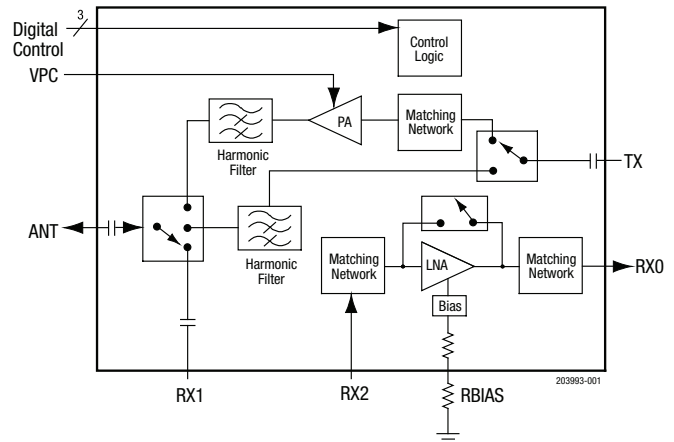 3
Digital
Control
Control
Logic
VPC
PA
Matching
Network
Harmonic
Filter
TX
ANT
Harmonic
Filter
Matching
Network
LNA
Matching
Network
RX0
Bias
203993-001
RX1
RX2
RBIAS